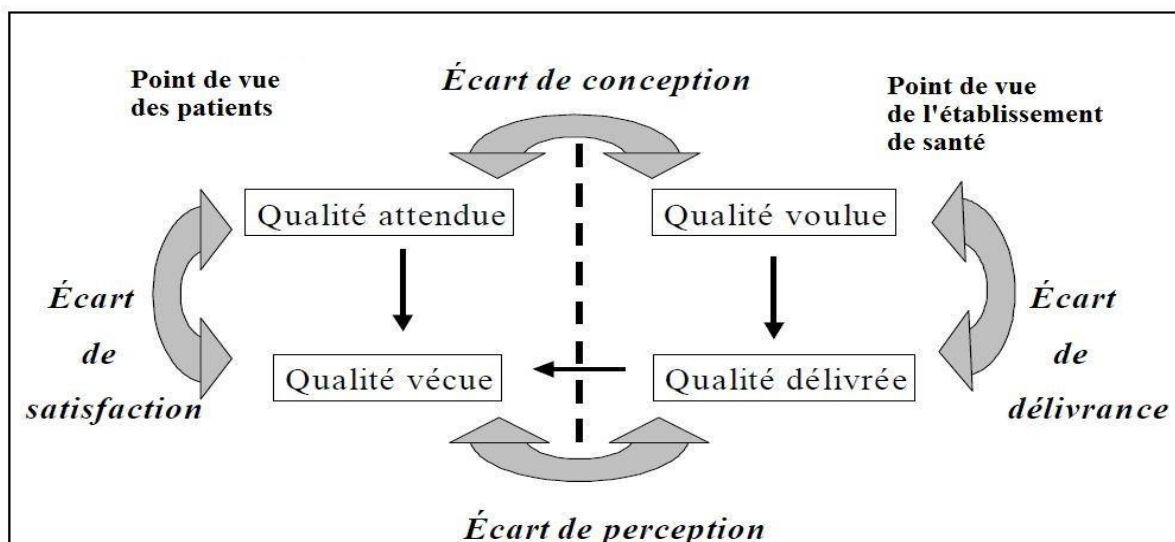 Point de vue
des patients
Écart de conception
Point de vue
de l'établissement
de santé
Qualité attendue
Qualité voulue
Écart
de
satisfaction
Écart
de
délivrance
Qualité vécue
Qualité délivrée
Écart de perception